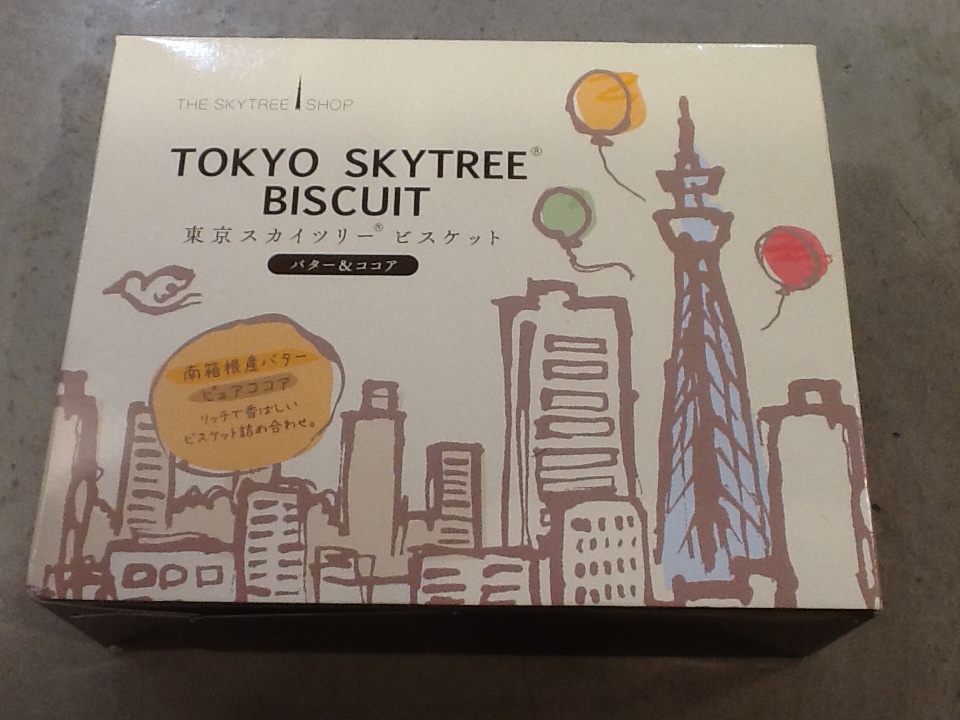 THE SKYTREE SHOP
TOKYO SKYTREE®
BISCUIT
東京スカイツリー®ビスケット
バター&ココア
南箱根産バター
ピュアココア
リッチで香ばしい
ビスケット詰め合わせ。